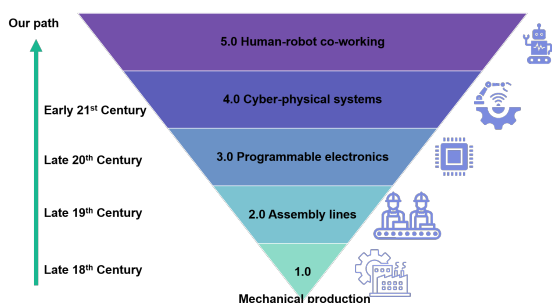 Our path
5.0 Human-robot co-working
4.0 Cyber-physical systems
Early 21st Century
3.0 Programmable electronics
Late 20th Century
2.0 Assembly lines
Late 19th Century
1.0
Late 18th Century
Mechanical production